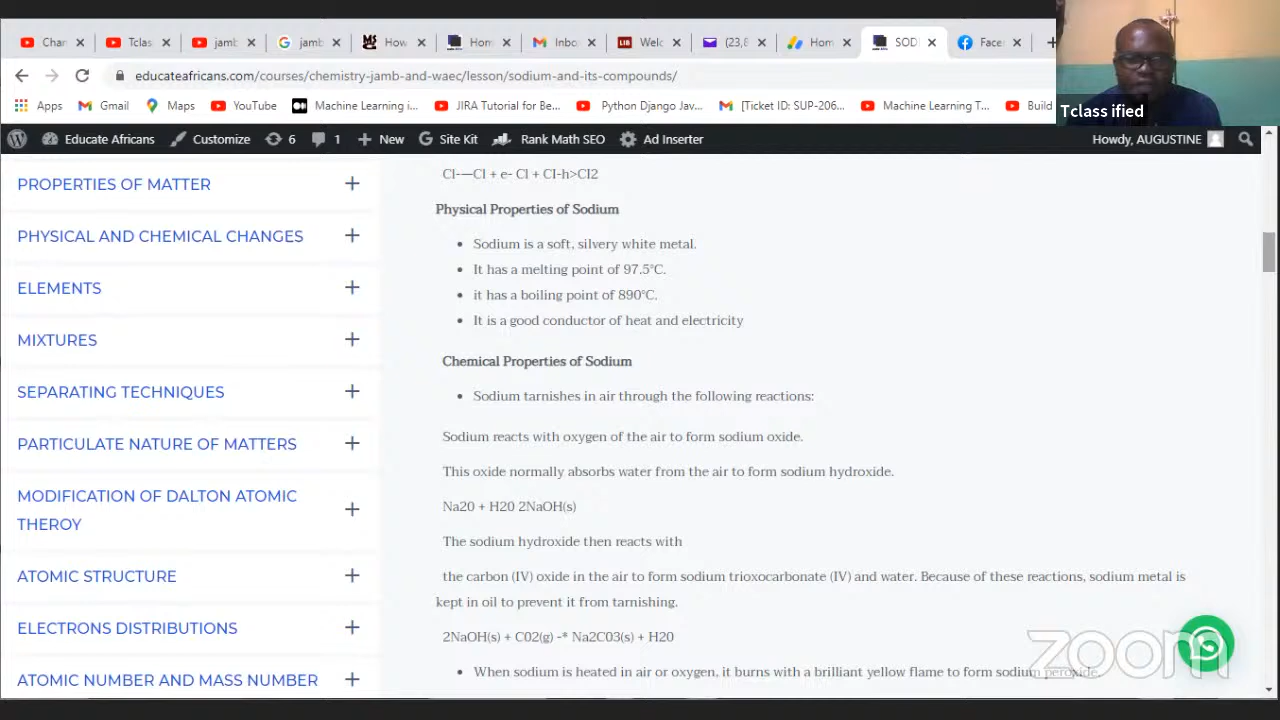 Char
Tclas
jamb
jamb
How
Hom
Inbo
Welc
(23,8
Hom
SOD
Facer
educateafricans.com/courses/chemistry-jamb-and-waec/lesson/sodium-and-its-compounds/
Apps
Gmail
Maps
YouTube
Machine Learning i...
JIRA Tutorial for Be...
Python Django Jav...
[Ticket ID: SUP-206...
Machine Learning T...
Build
Tclass ified
Educate Africans
Customize
6
1
New
Site Kit
Rank Math SEO
Ad Inserter
Howdy, AUGUSTINE
PROPERTIES OF MATTER
PHYSICAL AND CHEMICAL CHANGES
ELEMENTS
MIXTURES
SEPARATING TECHNIQUES
PARTICULATE NATURE OF MATTERS
MODIFICATION OF DALTON ATOMIC
THEROY
ATOMIC STRUCTURE
ELECTRONS DISTRIBUTIONS
ATOMIC NUMBER AND MASS NUMBER
Cl-—Cl + e- Cl + CI-h>CI2
Physical Properties of Sodium
• Sodium is a soft, silvery white metal.
• It has a melting point of 97.5°C.
• it has a boiling point of 890°C.
• It is a good conductor of heat and electricity
Chemical Properties of Sodium
• Sodium tarnishes in air through the following reactions:
Sodium reacts with oxygen of the air to form sodium oxide.
This oxide normally absorbs water from the air to form sodium hydroxide.
Na20 + H20 2NaOH(s)
The sodium hydroxide then reacts with
the carbon (IV) oxide in the air to form sodium trioxocarbonate (IV) and water. Because of these reactions, sodium metal is
kept in oil to prevent it from tarnishing.
2NaOH(s) + C02(g) -* Na2C03(s) + H20
• When sodium is heated in air or oxygen, it burns with a brilliant yellow flame to form sodium peroxide.
zoom